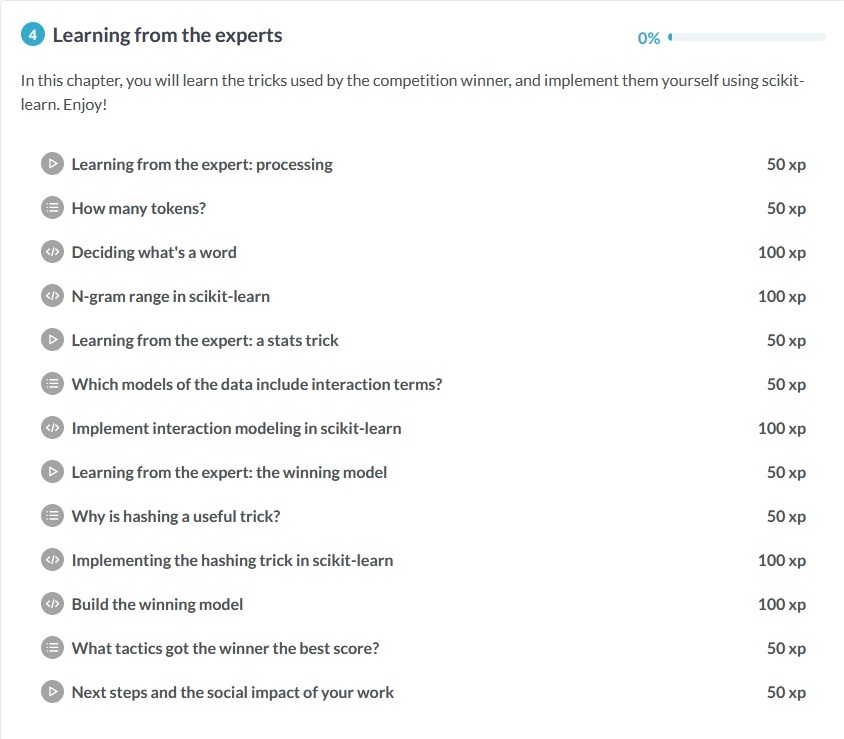 4 Learning from the experts 0%
In this chapter, you will learn the tricks used by the competition winner, and implement them yourself using scikit-
learn. Enjoy!
Learning from the expert: processing 50 xp
How many tokens? 50 xp
Deciding what's a word 100 xp
N-gram range in scikit-learn 100 xp
Learning from the expert: a stats trick 50 xp
Which models of the data include interaction terms? 50 xp
Implement interaction modeling in scikit-learn 100 xp
Learning from the expert: the winning model 50 xp
Why is hashing a useful trick? 50 xp
Implementing the hashing trick in scikit-learn 100 xp
Build the winning model 100 xp
What tactics got the winner the best score? 50 xp
Next steps and the social impact of your work 50 xp